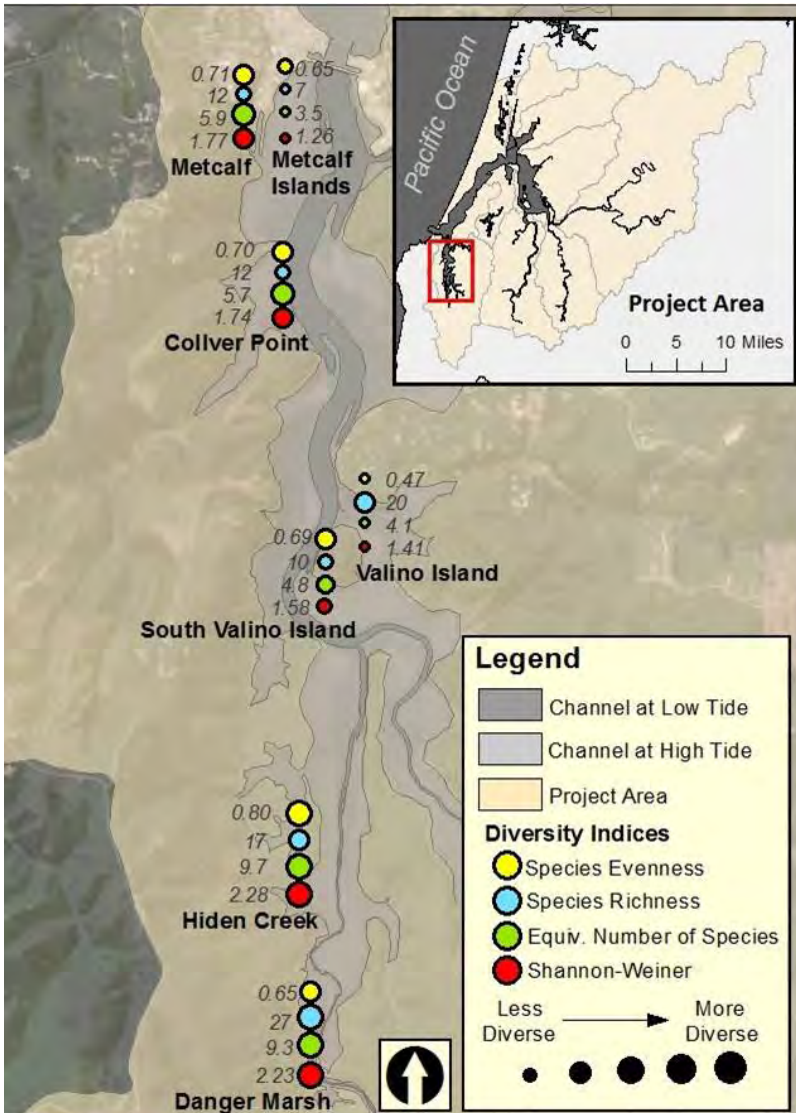 0.71
12
5.9
1.77
Metcalf
0.65
7
3.5
1.26
Metcalf
Islands
Pacific Ocean
Project Area
0 5 10 Miles
0.70
12
5.7
1.74
Collver Point
0.47
20
4.1
1.41
Valino Island
0.69
10
4.8
1.58
South Valino Island
0.80
17
9.7
2.28
Hiden Creek
0.65
27
9.3
2.23
Danger Marsh
Legend
Channel at Low Tide
Channel at High Tide
Project Area
Diversity Indices
Species Evenness
Species Richness
Equiv. Number of Species
Shannon-Weiner
Less More
Diverse Diverse